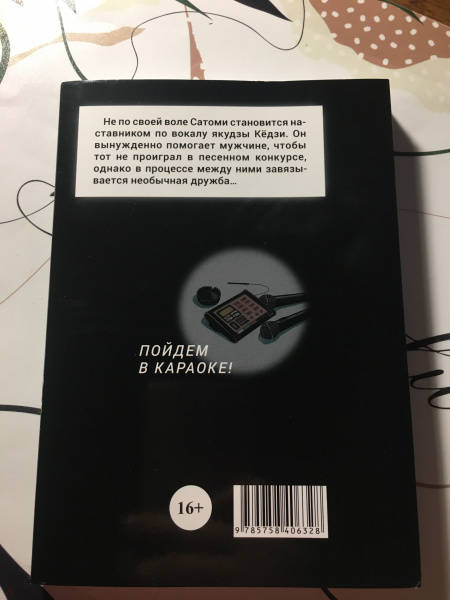 Не по своей воле Сатоми становится на-
ставником по вокалу якудзы Кёдзи. Он
вынужденно помогает мужчине, чтобы
тот не проиграл в песенном конкурсе,
однако в процессе между ними завязы-
вается необычная дружба...
ПОЙДЕМ
В КАРАОКЕ!
16+
9 785758 406328